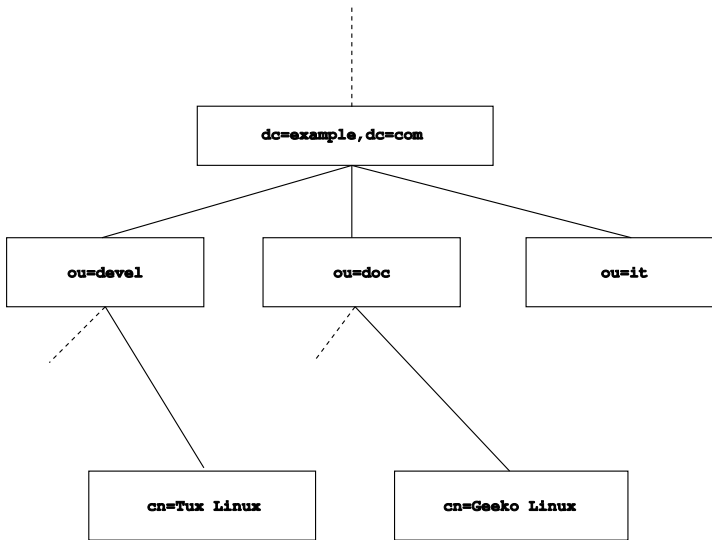 dc=example,dc=com
ou=devel
ou=doc
ou=it
cn=Tux Linux
cn=Geeko Linux